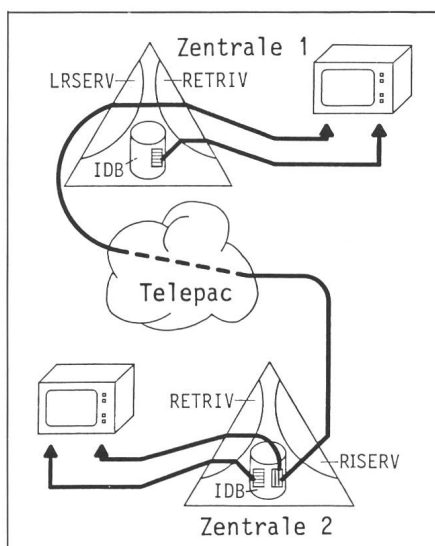 Zentrale 1
LRSERV
RETRIV
IDB
Telepac
RETRIV
RISERV
IDB
Zentrale 2